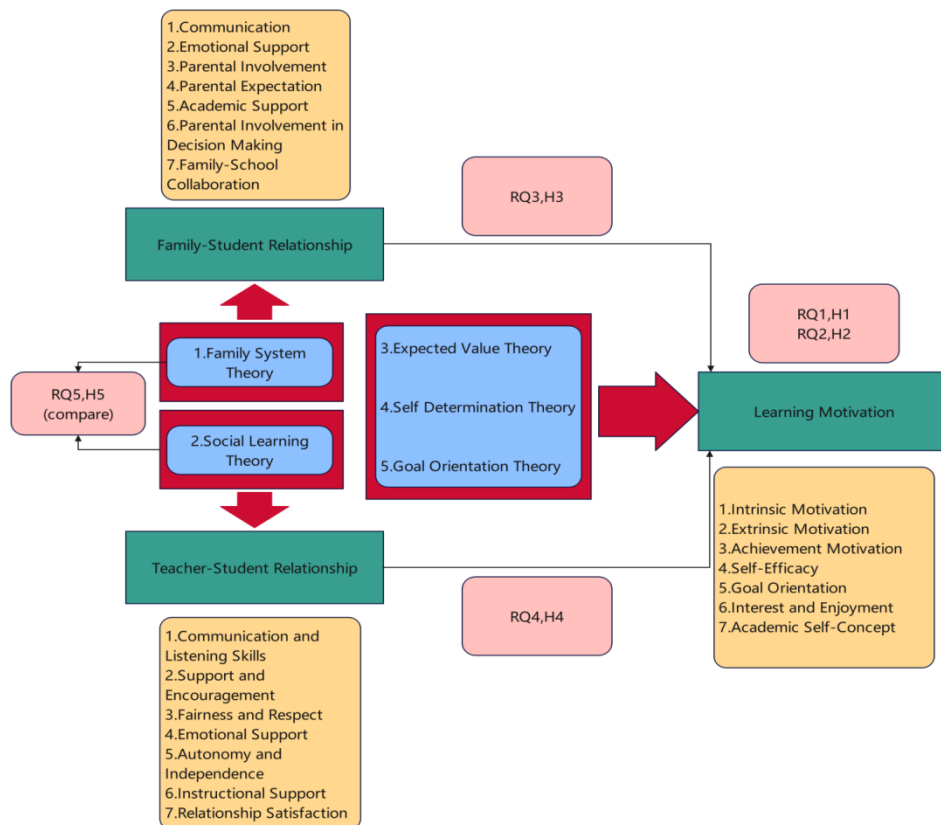 1.Communication
2.Emotional Support
3.Parental Involvement
4.Parental Expectation
5.Academic Support
6.Parental Involvement in
Decision Making
7.Family-School
Collaboration
RQ3,H3
Family-Student Relationship
RQ1,H1
RQ2,H2
1.Family System
Theory
3.Expected Value Theory
RQ5,H5
(compare)
4.Self Determination Theory
Learning Motivation
2.Social Learning
Theory
5.Goal Orientation Theory
1.Intrinsic Motivation
2.Extrinsic Motivation
3.Achievement Motivation
4.Self-Efficacy
5.Goal Orientation
6.Interest and Enjoyment
7.Academic Self-Concept
Teacher-Student Relationship
RQ4,H4
1.Communication and
Listening Skills
2.Support and
Encouragement
3.Fairness and Respect
4.Emotional Support
5.Autonomy and
Independence
6.Instructional Support
7.Relationship Satisfaction